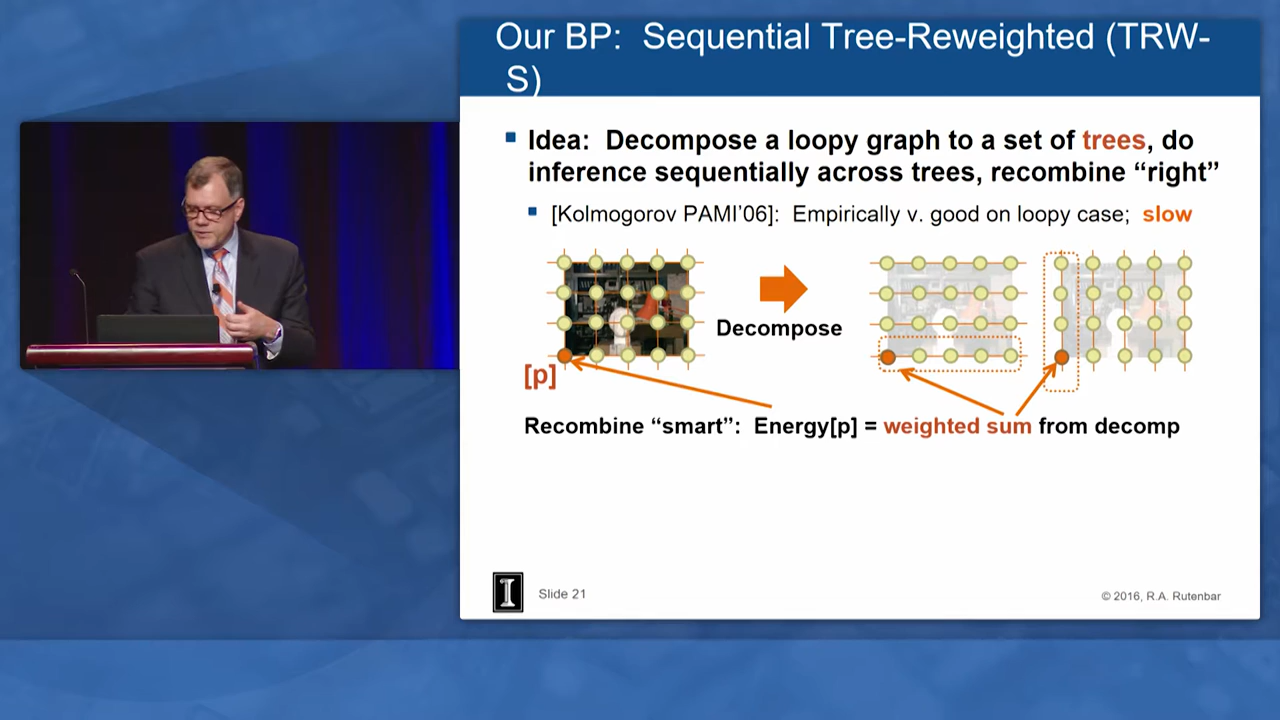 Our BP: Sequential Tree-Reweighted (TRW-
S)
Idea: Decompose a loopy graph to a set of trees, do
inference sequentially across trees, recombine “right”
[Kolmogorov PAMI’06]: Empirically v. good on loopy case; slow
Decompose
[p]
Recombine “smart”: Energy[p] = weighted sum from decomp
I
Slide 21
© 2016, R.A. Rutenbar